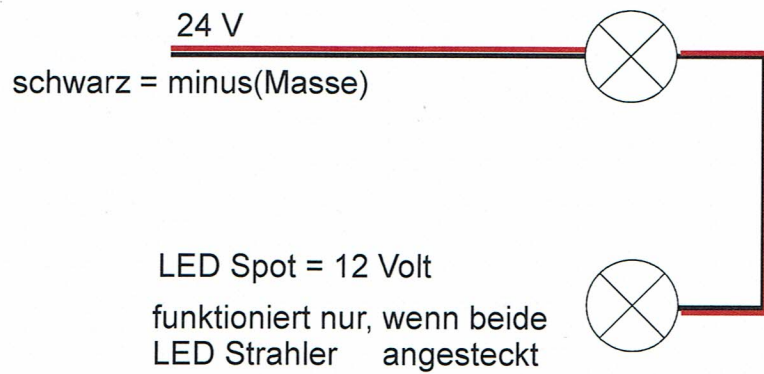 24 V
schwarz = minus(Masse)
LED Spot = 12 Volt
funktioniert nur, wenn beide
LED Strahler angesteckt